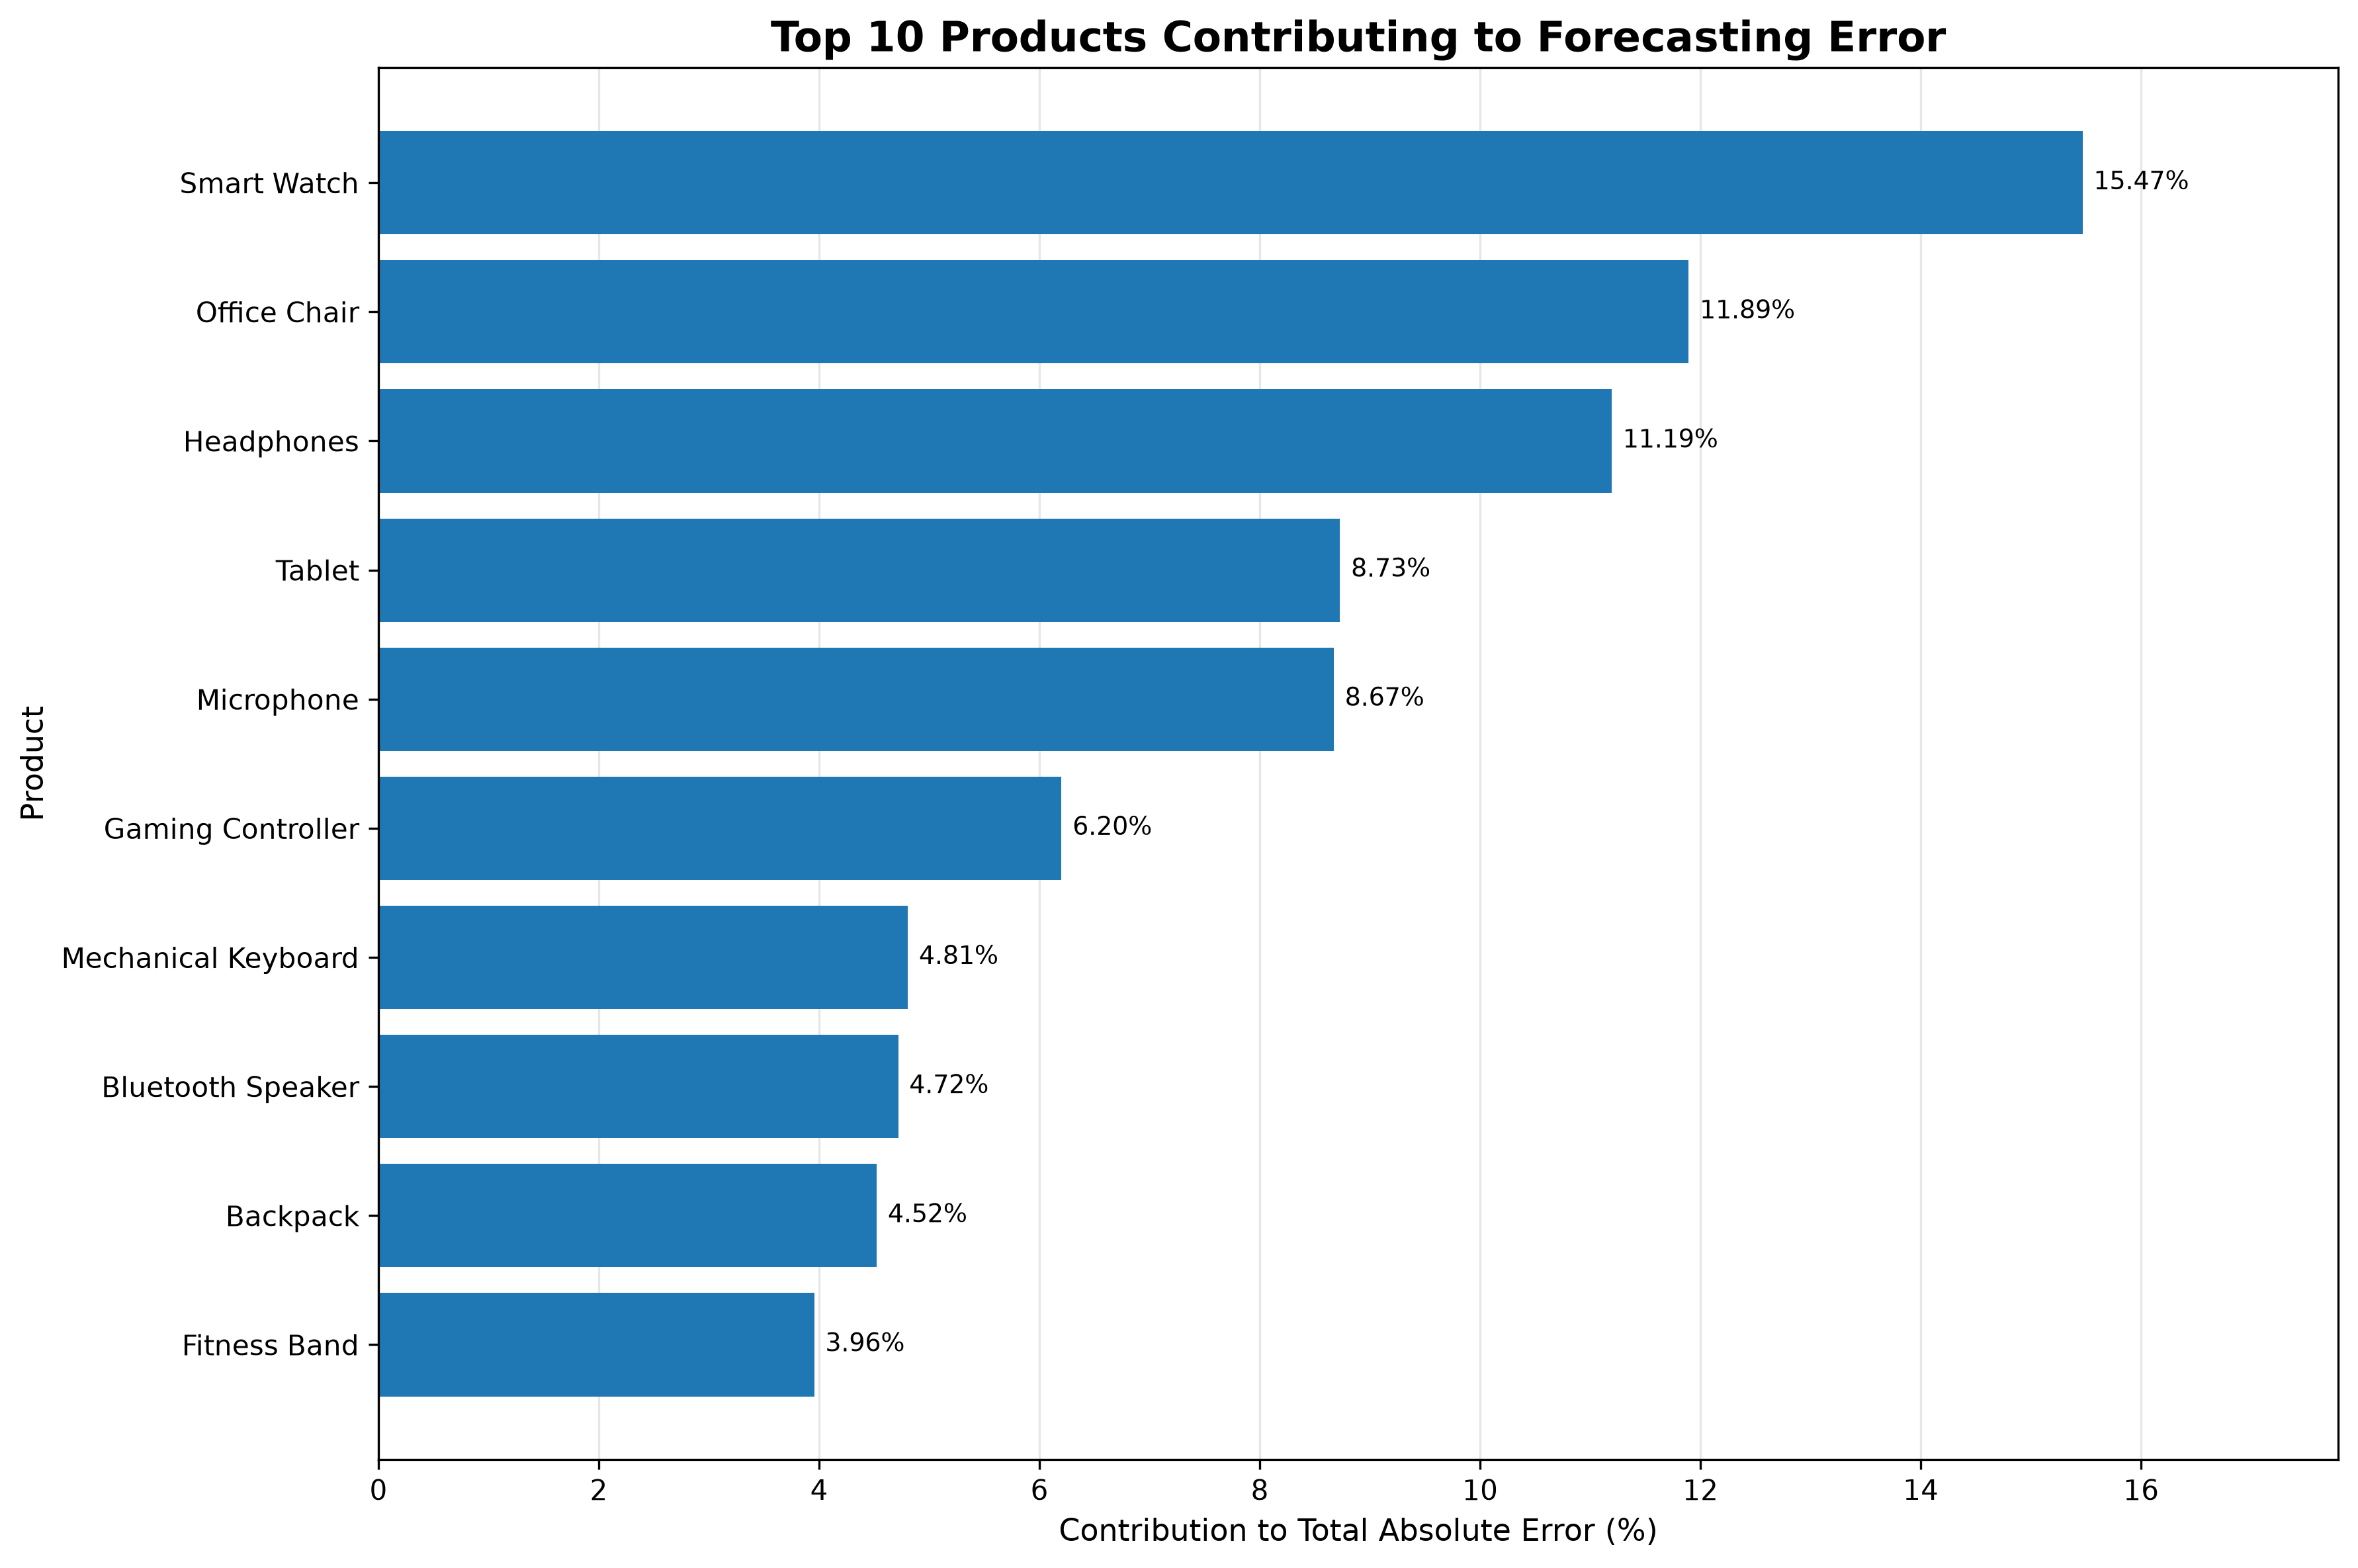 Top 10 Products Contributing to Forecasting Error
Product
Smart Watch 15.47%
Office Chair 11.89%
Headphones 11.19%
Tablet 8.73%
Microphone 8.67%
Gaming Controller 6.20%
Mechanical Keyboard 4.81%
Bluetooth Speaker 4.72%
Backpack 4.52%
Fitness Band 3.96%
0 2 4 6 8 10 12 14 16
Contribution to Total Absolute Error (%)